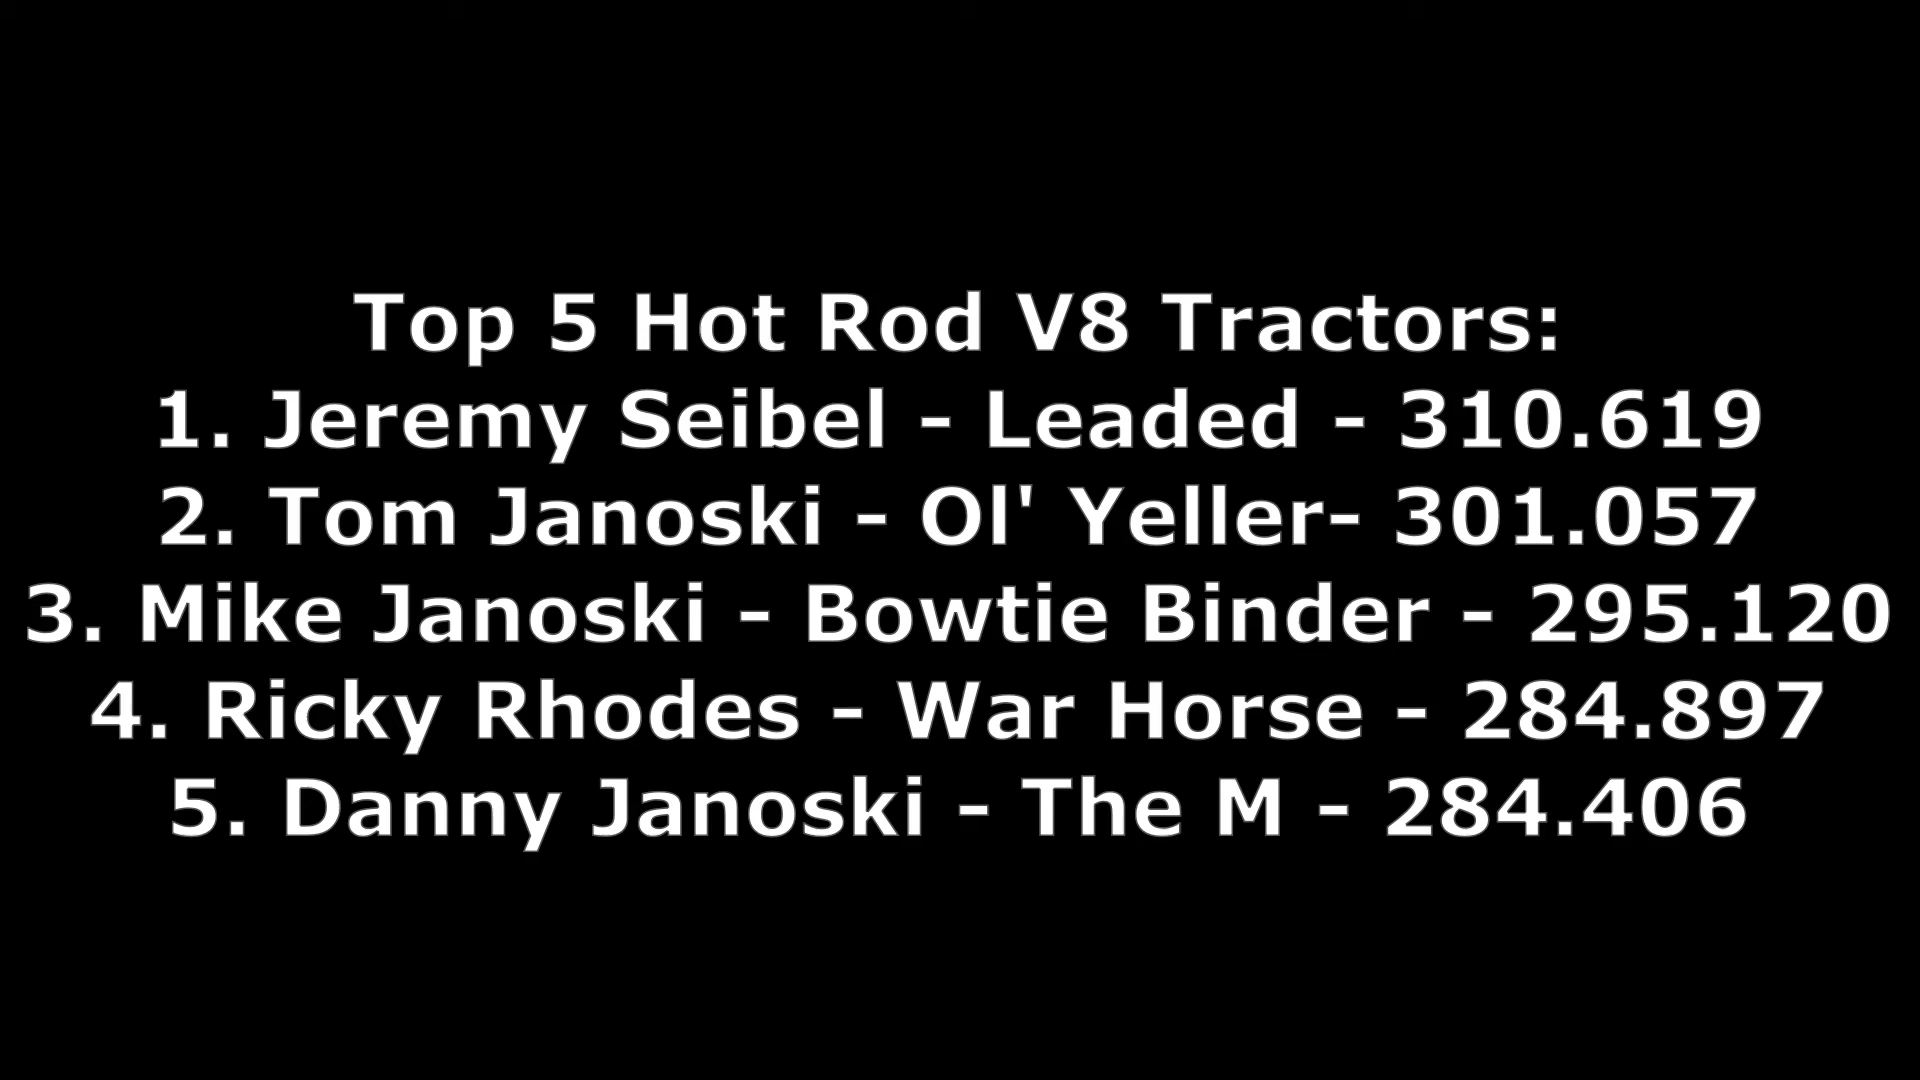 Top 5 Hot Rod V8 Tractors:
1. Jeremy Seibel - Leaded - 310.619
2. Tom Janoski - Ol' Yeller- 301.057
3. Mike Janoski - Bowtie Binder - 295.120
4. Ricky Rhodes - War Horse - 284.897
5. Danny Janoski - The M - 284.406